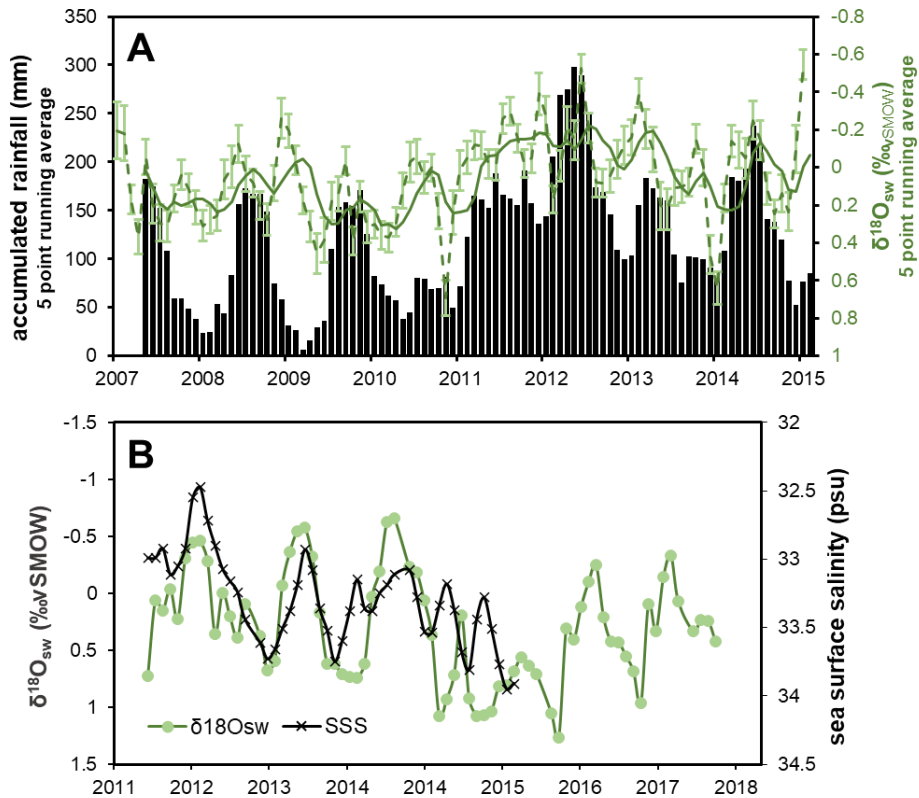 A
accumulated rainfall (mm)
5 point running average
350
300
250
200
150
100
50
0
-0.8
-0.6
-0.4
-0.2
0
0.2
0.4
0.6
0.8
1
δ18Osw (‰vSMOW)
5 point running average
2007 2008 2009 2010 2011 2012 2013 2014 2015
B
δ18Osw (‰vSMOW)
-1.5
-1
-0.5
0
0.5
1
1.5
32
32.5
33
33.5
34
34.5
sea surface salinity (psu)
δ18Osw SSS
2011 2012 2013 2014 2014 2015 2016 2017 2018